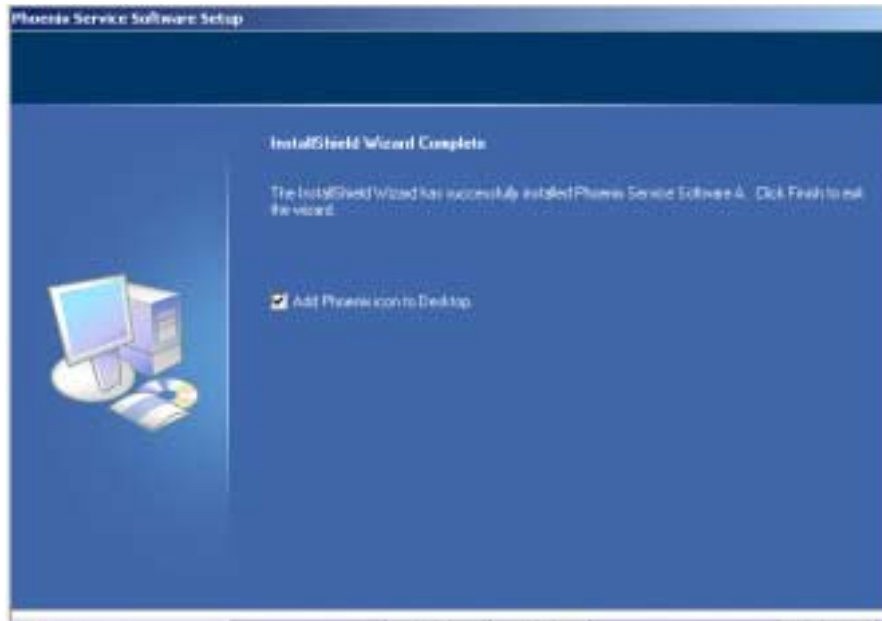 Phoenix Service Software Setup
InstallShield Wizard Complete
The InstallShield Wizard has successfully installed Phoenix Service Software A. Click Finish to exit
the wizard.
Add Phoenix icon to Desktop.